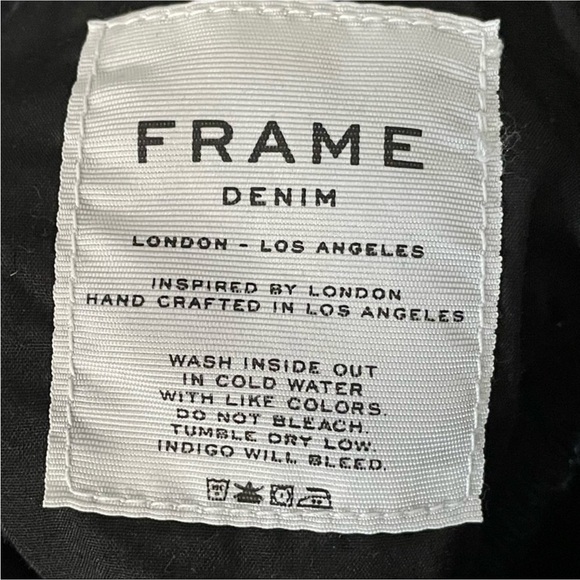 FRAME
DENIM
LONDON - LOS ANGELES
INSPIRED BY LONDON
HAND CRAFTED IN LOS ANGELES
WASH INSIDE OUT
IN COLD WATER
WITH LIKE COLORS.
DO NOT BLEACH.
TUMBLE DRY LOW.
INDIGO WILL BLEED.